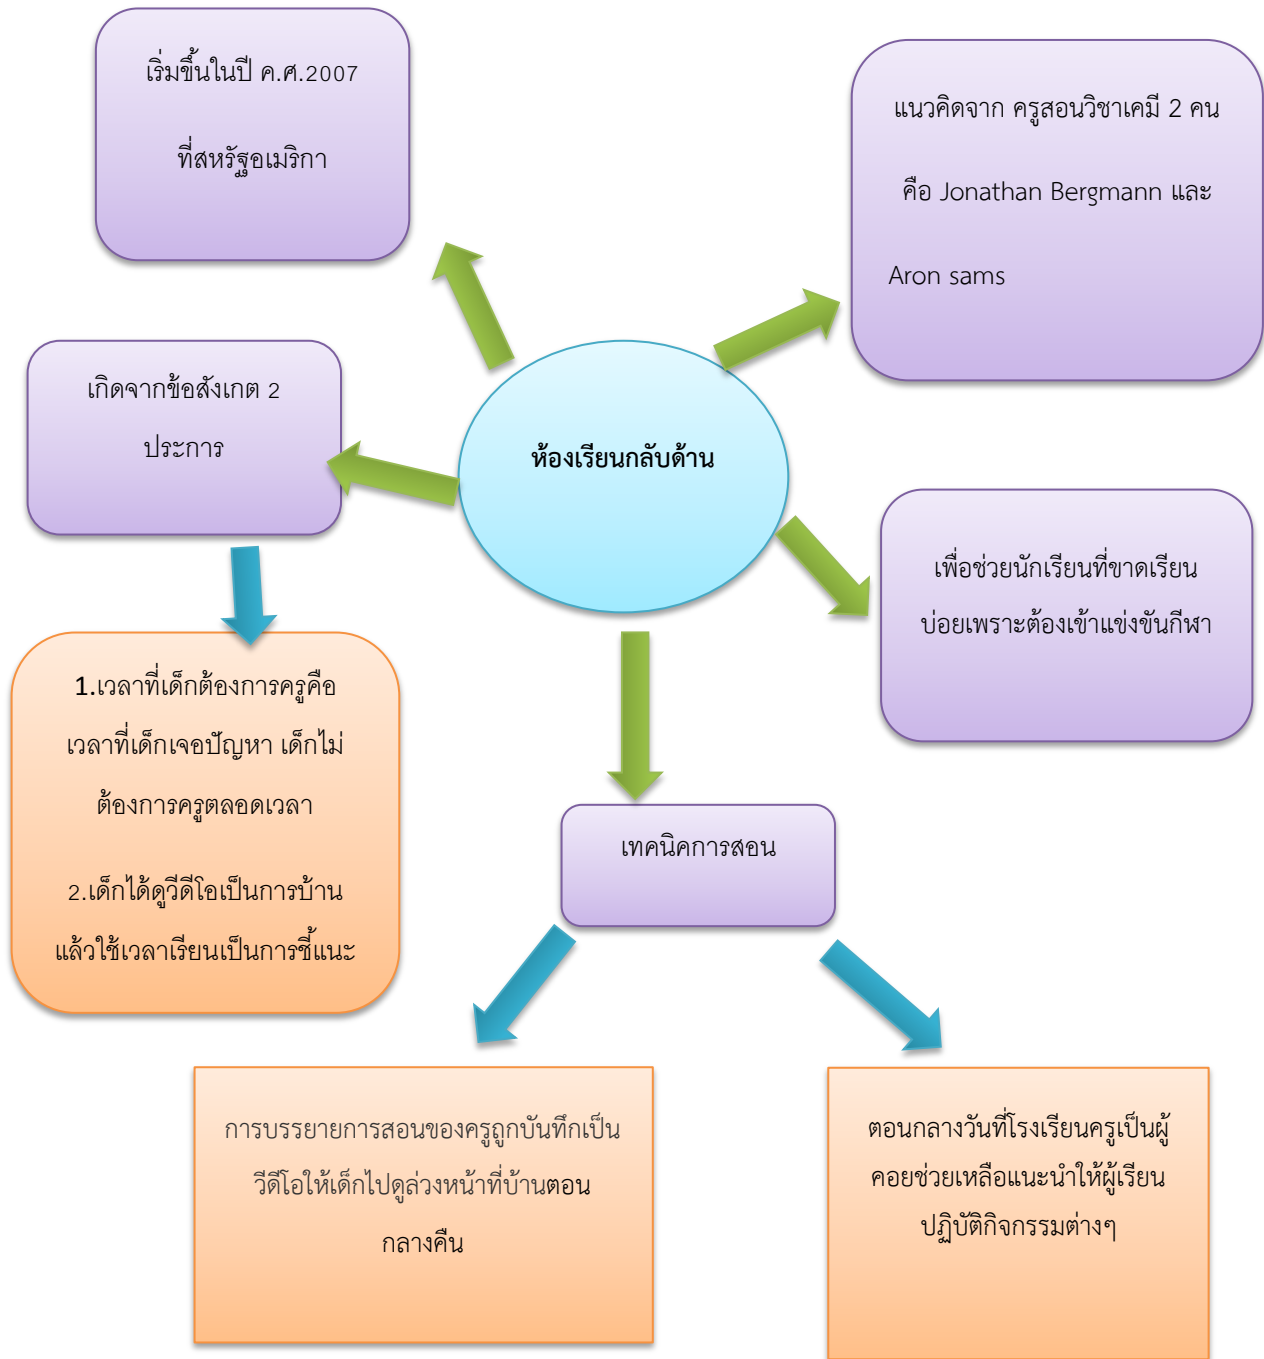 เริ่มขึ้นในปี ค.ศ.2007
ที่สหรัฐอเมริกา
แนวคิดจาก ครูสอนวิชาเคมี 2 คน
คือ Jonathan Bergmann และ
Aron sams
ห้องเรียนกลับด้าน
เกิดจากข้อสังเกต 2
ประการ
เพื่อช่วยนักเรียนที่ขาดเรียน
บ่อยเพราะต้องเข้าแข่งขันกีฬา
1.เวลาที่เด็กต้องการครูคือ
เวลาที่เด็กเจอปัญหา เด็กไม่
ต้องการครูตลอดเวลา
2.เด็กได้ดูวีดีโอเป็นการบ้าน
แล้วใช้เวลาเรียนเป็นการชี้แนะ
เทคนิคการสอน
การบรรยายการสอนของครูถูกบันทึกเป็น
วีดีโอให้เด็กไปดูล่วงหน้าที่บ้านตอน
กลางคืน
ตอนกลางวันที่โรงเรียนครูเป็นผู้
คอยช่วยเหลือแนะนำให้ผู้เรียน
ปฏิบัติกิจกรรมต่างๆ